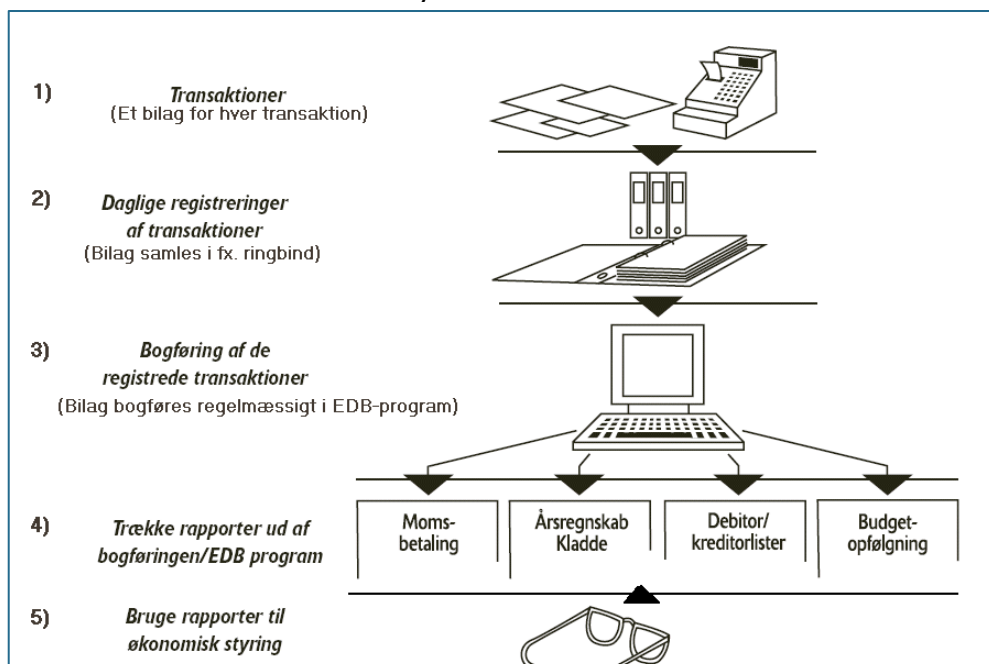 1) Transaktioner
(Et bilag for hver transaktion)
2) Daglige registreringer
af transaktioner
(Bilag samles i fx. ringbind)
3) Bogføring af de
registrede transaktioner
(Bilag bogføres regelmæssigt i EDB-program)
4) Trække rapporter ud af
bogføringen/EDB program
Moms-
betaling
Årsregnskab
Kladde
Debitor/
kreditorlister
Budget-
opfølgning
5) Bruge rapporter til
økonomisk styring